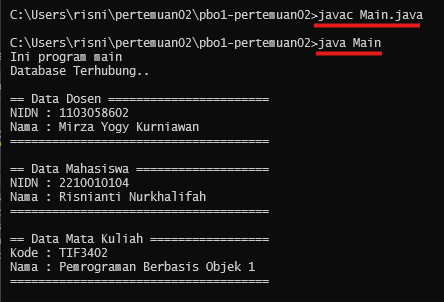 C:\Users\risni\pertemuan02\pbo1-pertemuan02>javac Main.java
C:\Users\risni\pertemuan02\pbo1-pertemuan02>java Main
Ini program main
Database Terhubung..
== Data Dosen =======================
NIDN : 1103058602
Nama : Mirza Yogy Kurniawan
=====================================
== Data Mahasiswa ===================
NIDN : 2210010104
Nama : Risnianti Nurkhalifah
=====================================
== Data Mata Kuliah =================
Kode : TIF3402
Nama : Pemrograman Berbasis Objek 1
=====================================